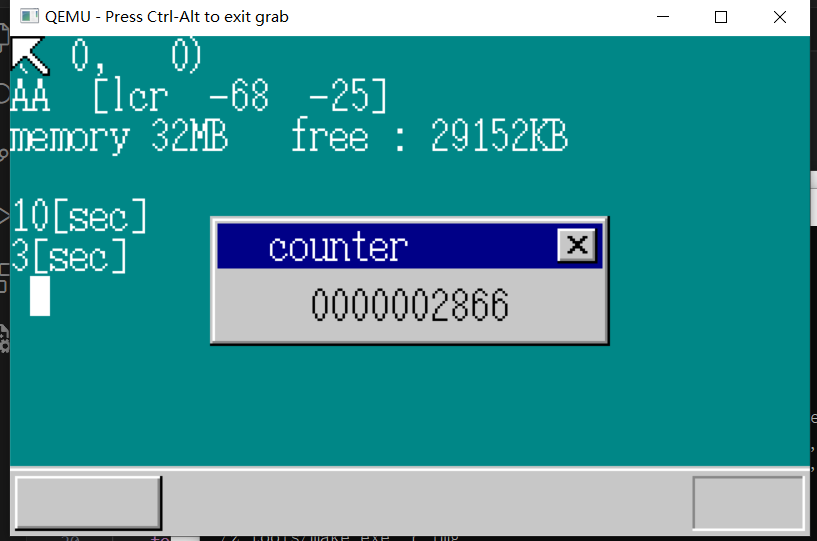 QEMU - Press Ctrl-Alt to exit grab
0, 0)
AA [lcr -68 -25]
memory 32MB free : 29152KB
10[sec]
3[sec]
counter
0000002866